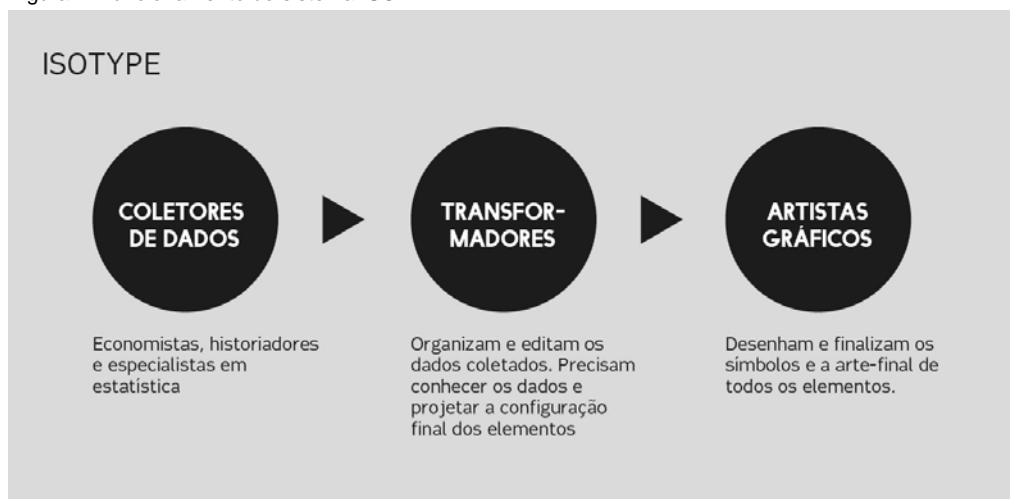 ISOTYPE
COLETORES
DE DADOS
TRANSFOR-
MADORES
ARTISTAS
GRÁFICOS
Economistas, historiadores
e especialistas em
estatística
Organizam e editam os
dados coletados. Precisam
conhecer os dados e
projetar a configuração
final dos elementos
Desenham e finalizam os
símbolos e a arte-final de
todos os elementos.